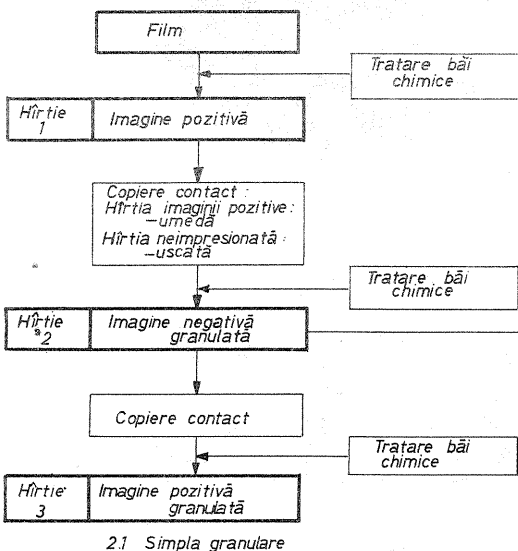 Film
Tratare băi
chimice
Hîrtie
1
Imagine pozitivă
Copiere contact :
Hîrtia imaginii pozitive:
-umedă
Hîrtia neimpresionată :
-uscată
Tratare băi
chimice
Hîrtie
2
Imagine negativă
granulată
Copiere contact
Tratare băi
chimice
Hîrtie
3
Imagine pozitivă
granulată
2.1 Simpla granulare